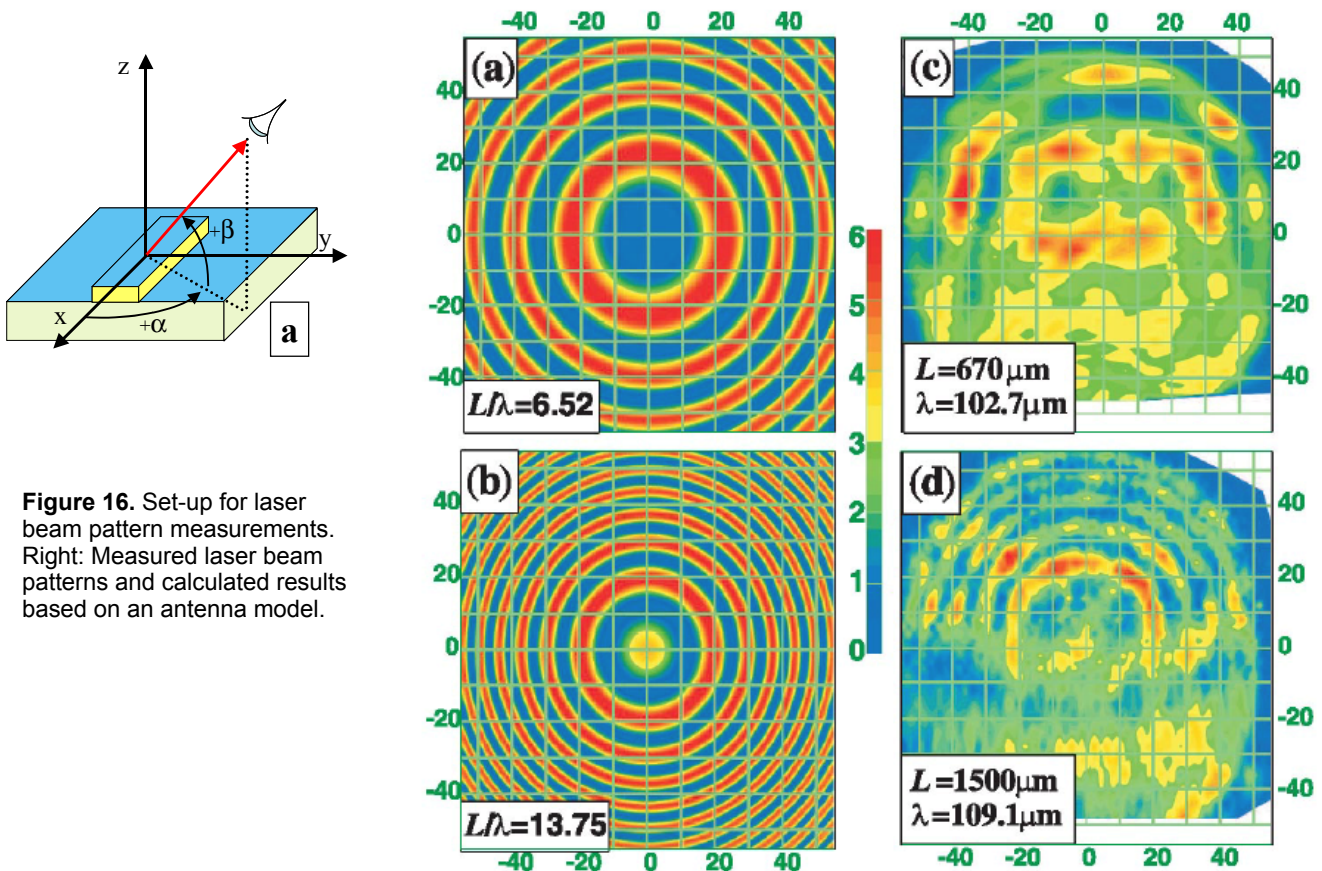 z
+β
y
x
+α
a
Figure 16. Set-up for laser
beam pattern measurements.
Right: Measured laser beam
patterns and calculated results
based on an antenna model.
-40 -20 0 20 40
(a)
40
20
0
-20
-40
L/λ=6.52
(b)
40
20
0
-20
-40
L/λ=13.75
-40 -20 0 20 40
6
5
4
3
2
1
0
-40 -20 0 20 40
(c)
40
20
0
-20
-40
L=670μm
λ=102.7μm
(d)
40
20
0
-20
-40
L=1500μm
λ=109.1μm
-40 -20 0 20 40